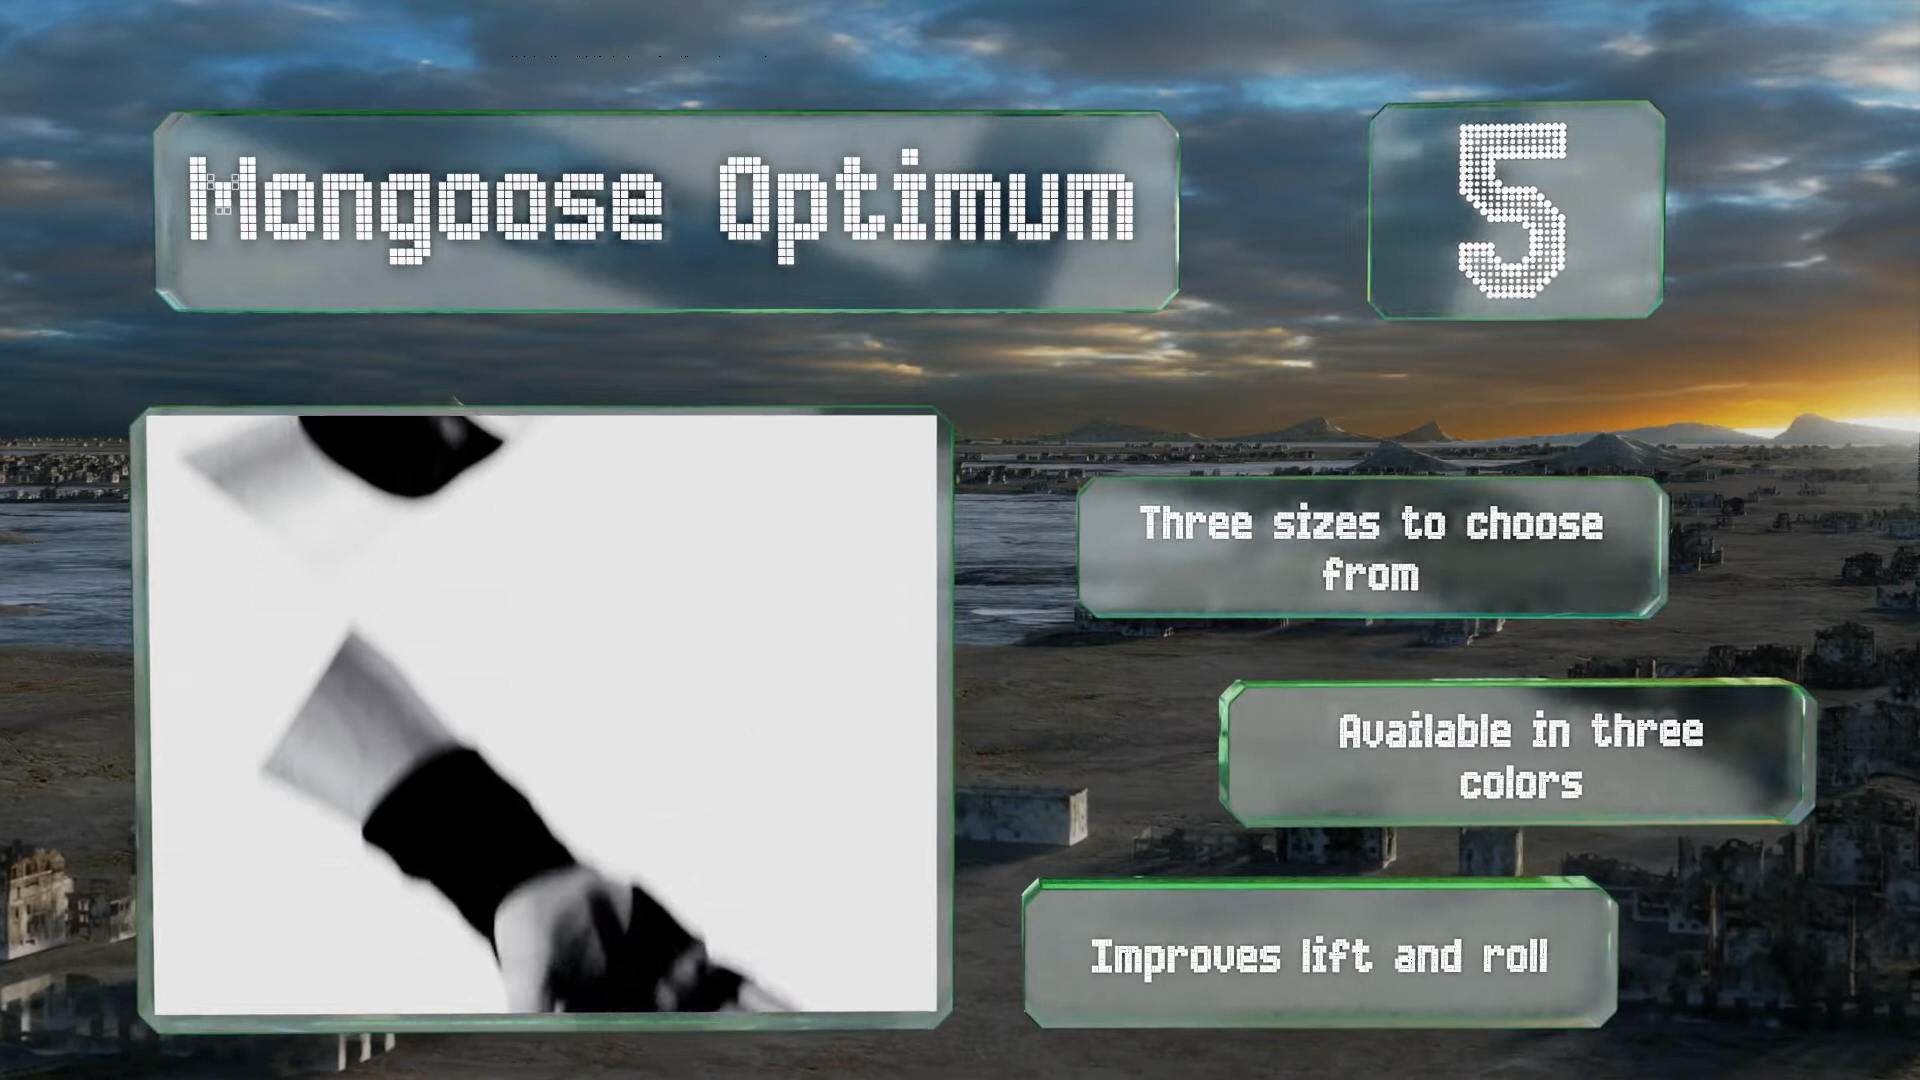 Mongoose Optimum
5
Three sizes to choose
from
Available in three
colors
Improves lift and roll